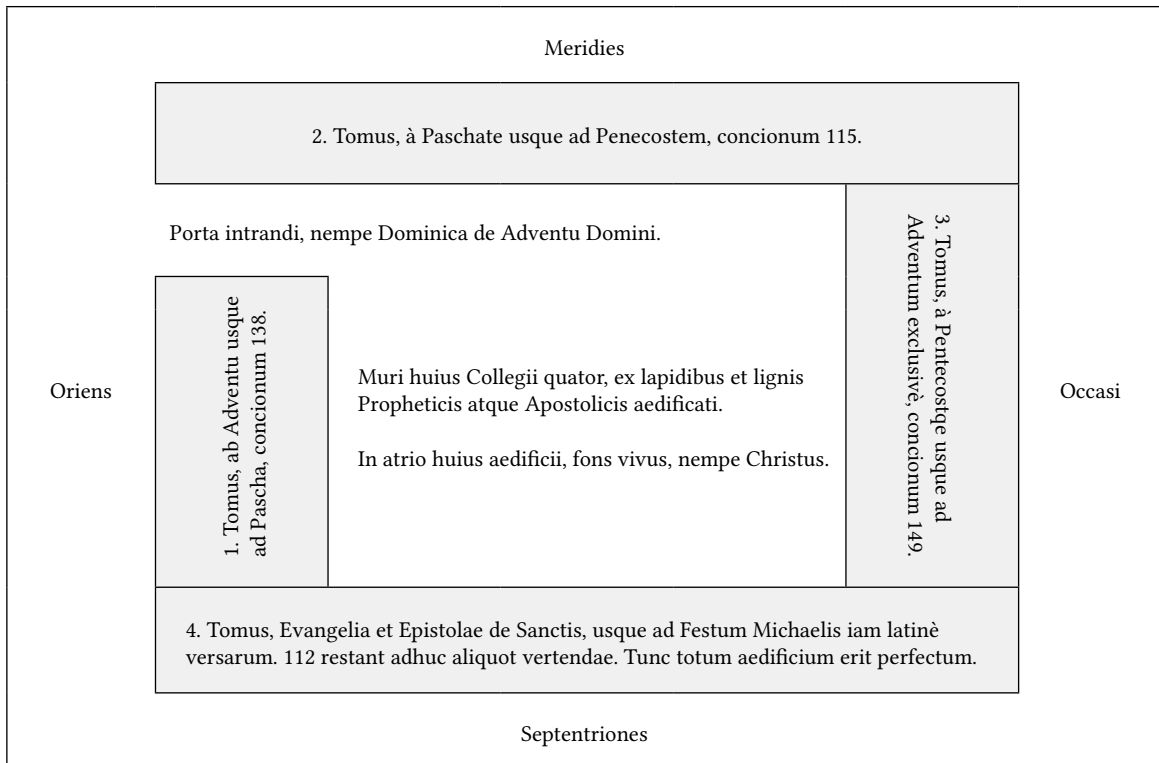 Meridies
2. Tomus, à Paschate usque ad Penecostem, concionum 115.
Porta intrandi, nempe Dominica de Adventu Domini.
3. Tomus, à Pentecostqe usque ad
Adventum exclusivè, concionum 149.
1. Tomus, ab Adventu usque
ad Pascha, concionum 138.
Oriens
Muri huius Collegii quator, ex lapidibus et lignis
Propheticis atque Apostolicis aedificati.
In atrio huius aedificii, fons vivus, nempe Christus.
Occasi
4. Tomus, Evangelia et Epistolae de Sanctis, usque ad Festum Michaelis iam latinè
versarum. 112 restant adhuc aliquot vertendae. Tunc totum aedificium erit perfectum.
Septentriones